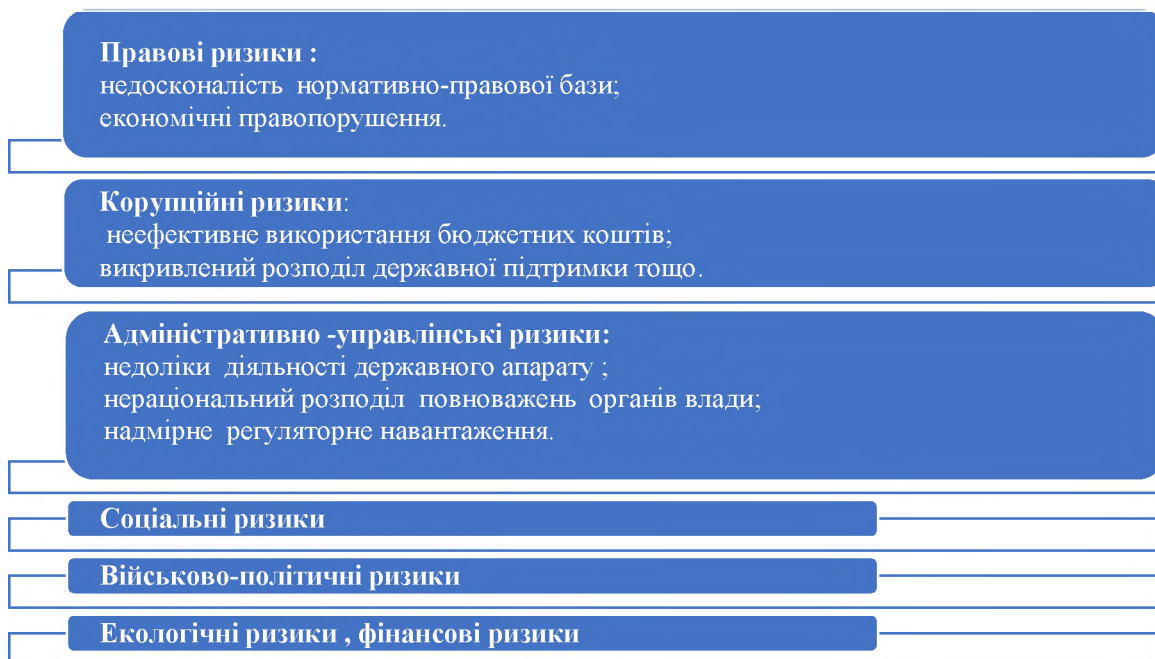 Правові ризики :
недосконалість нормативно-правової бази;
економічні правопорушення.
Корупційні ризики:
неефективне використання бюджетних коштів;
викривлений розподіл державної підтримки тощо.
Адміністративно -управлінські ризики:
недоліки діяльності державного апарату ;
нераціональний розподіл повноважень органів влади;
надмірне регуляторне навантаження.
Соціальні ризики
Військово-політичні ризики
Екологічні ризики , фінансові ризики